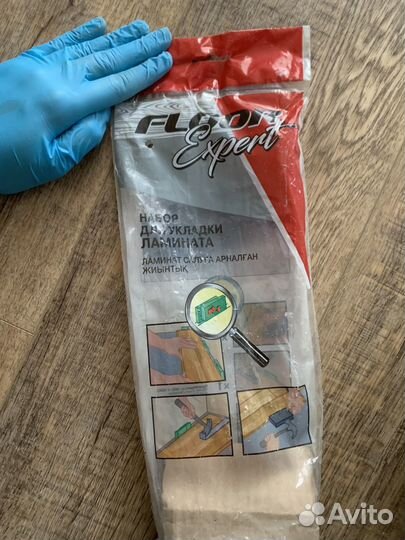 FLOOR
Expert
НАБОР
ДЛЯ УКЛАДКИ
ЛАМИНАТА
ЛАМИНАТ САЛУҒА АРНАЛҒАН
ЖИЫНТЫҚ
Avito